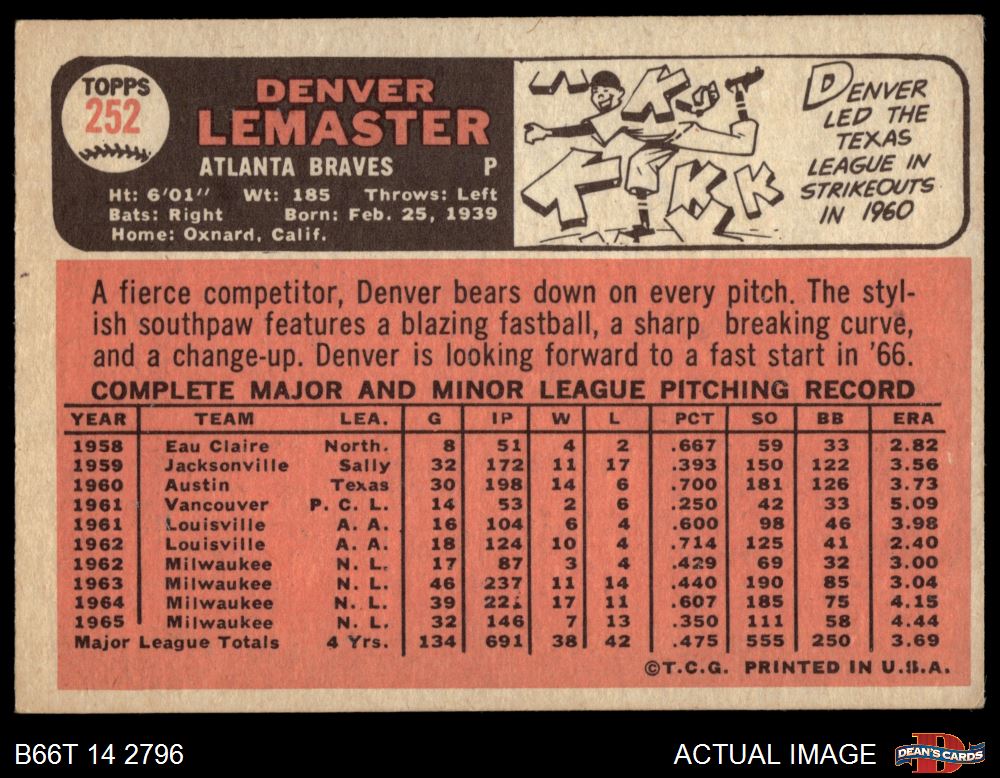 TOPPS
252
DENVER
LEMASTER
ATLANTA BRAVES P
Ht: 6'01" Wt: 185 Throws: Left
Bats: Right Born: Feb. 25, 1939
Home: Oxnard, Calif.
K
K K
DENVER
LED THE
TEXAS
LEAGUE IN
STRIKEOUTS
IN 1960
A fierce competitor, Denver bears down on every pitch. The styl-
ish southpaw features a blazing fastball, a sharp breaking curve,
and a change-up. Denver is looking forward to a fast start in '66.
COMPLETE MAJOR AND MINOR LEAGUE PITCHING RECORD
YEAR TEAM LEA. G IP W L PCT SO BB ERA
1958 Eau Claire North. 8 51 4 2 .667 59 33 2.82
1959 Jacksonville Sally 32 172 11 17 .393 150 122 3.56
1960 Austin Texas 30 198 14 6 .700 181 126 3.73
1961 Vancouver P. C. L. 14 53 2 6 .250 42 33 5.09
1961 Louisville A. A. 16 104 6 4 .600 98 46 3.98
1962 Louisville A. A. 18 124 10 4 .714 125 41 2.40
1962 Milwaukee N. L. 17 87 3 4 .429 69 32 3.00
1963 Milwaukee N. L. 46 237 11 14 .440 190 85 3.04
1964 Milwaukee N. L. 39 17 11 .607 185 75 4.15
1965 Milwaukee N. L. 32 146 7 13 .350 111 58 4.44
Major League Totals 4 Yrs. 134 691 38 42 .475 555 250 3.69
©T.C.G. PRINTED IN U.S.A.
B66T 14 2796 ACTUAL IMAGE DEAN'S CARDS